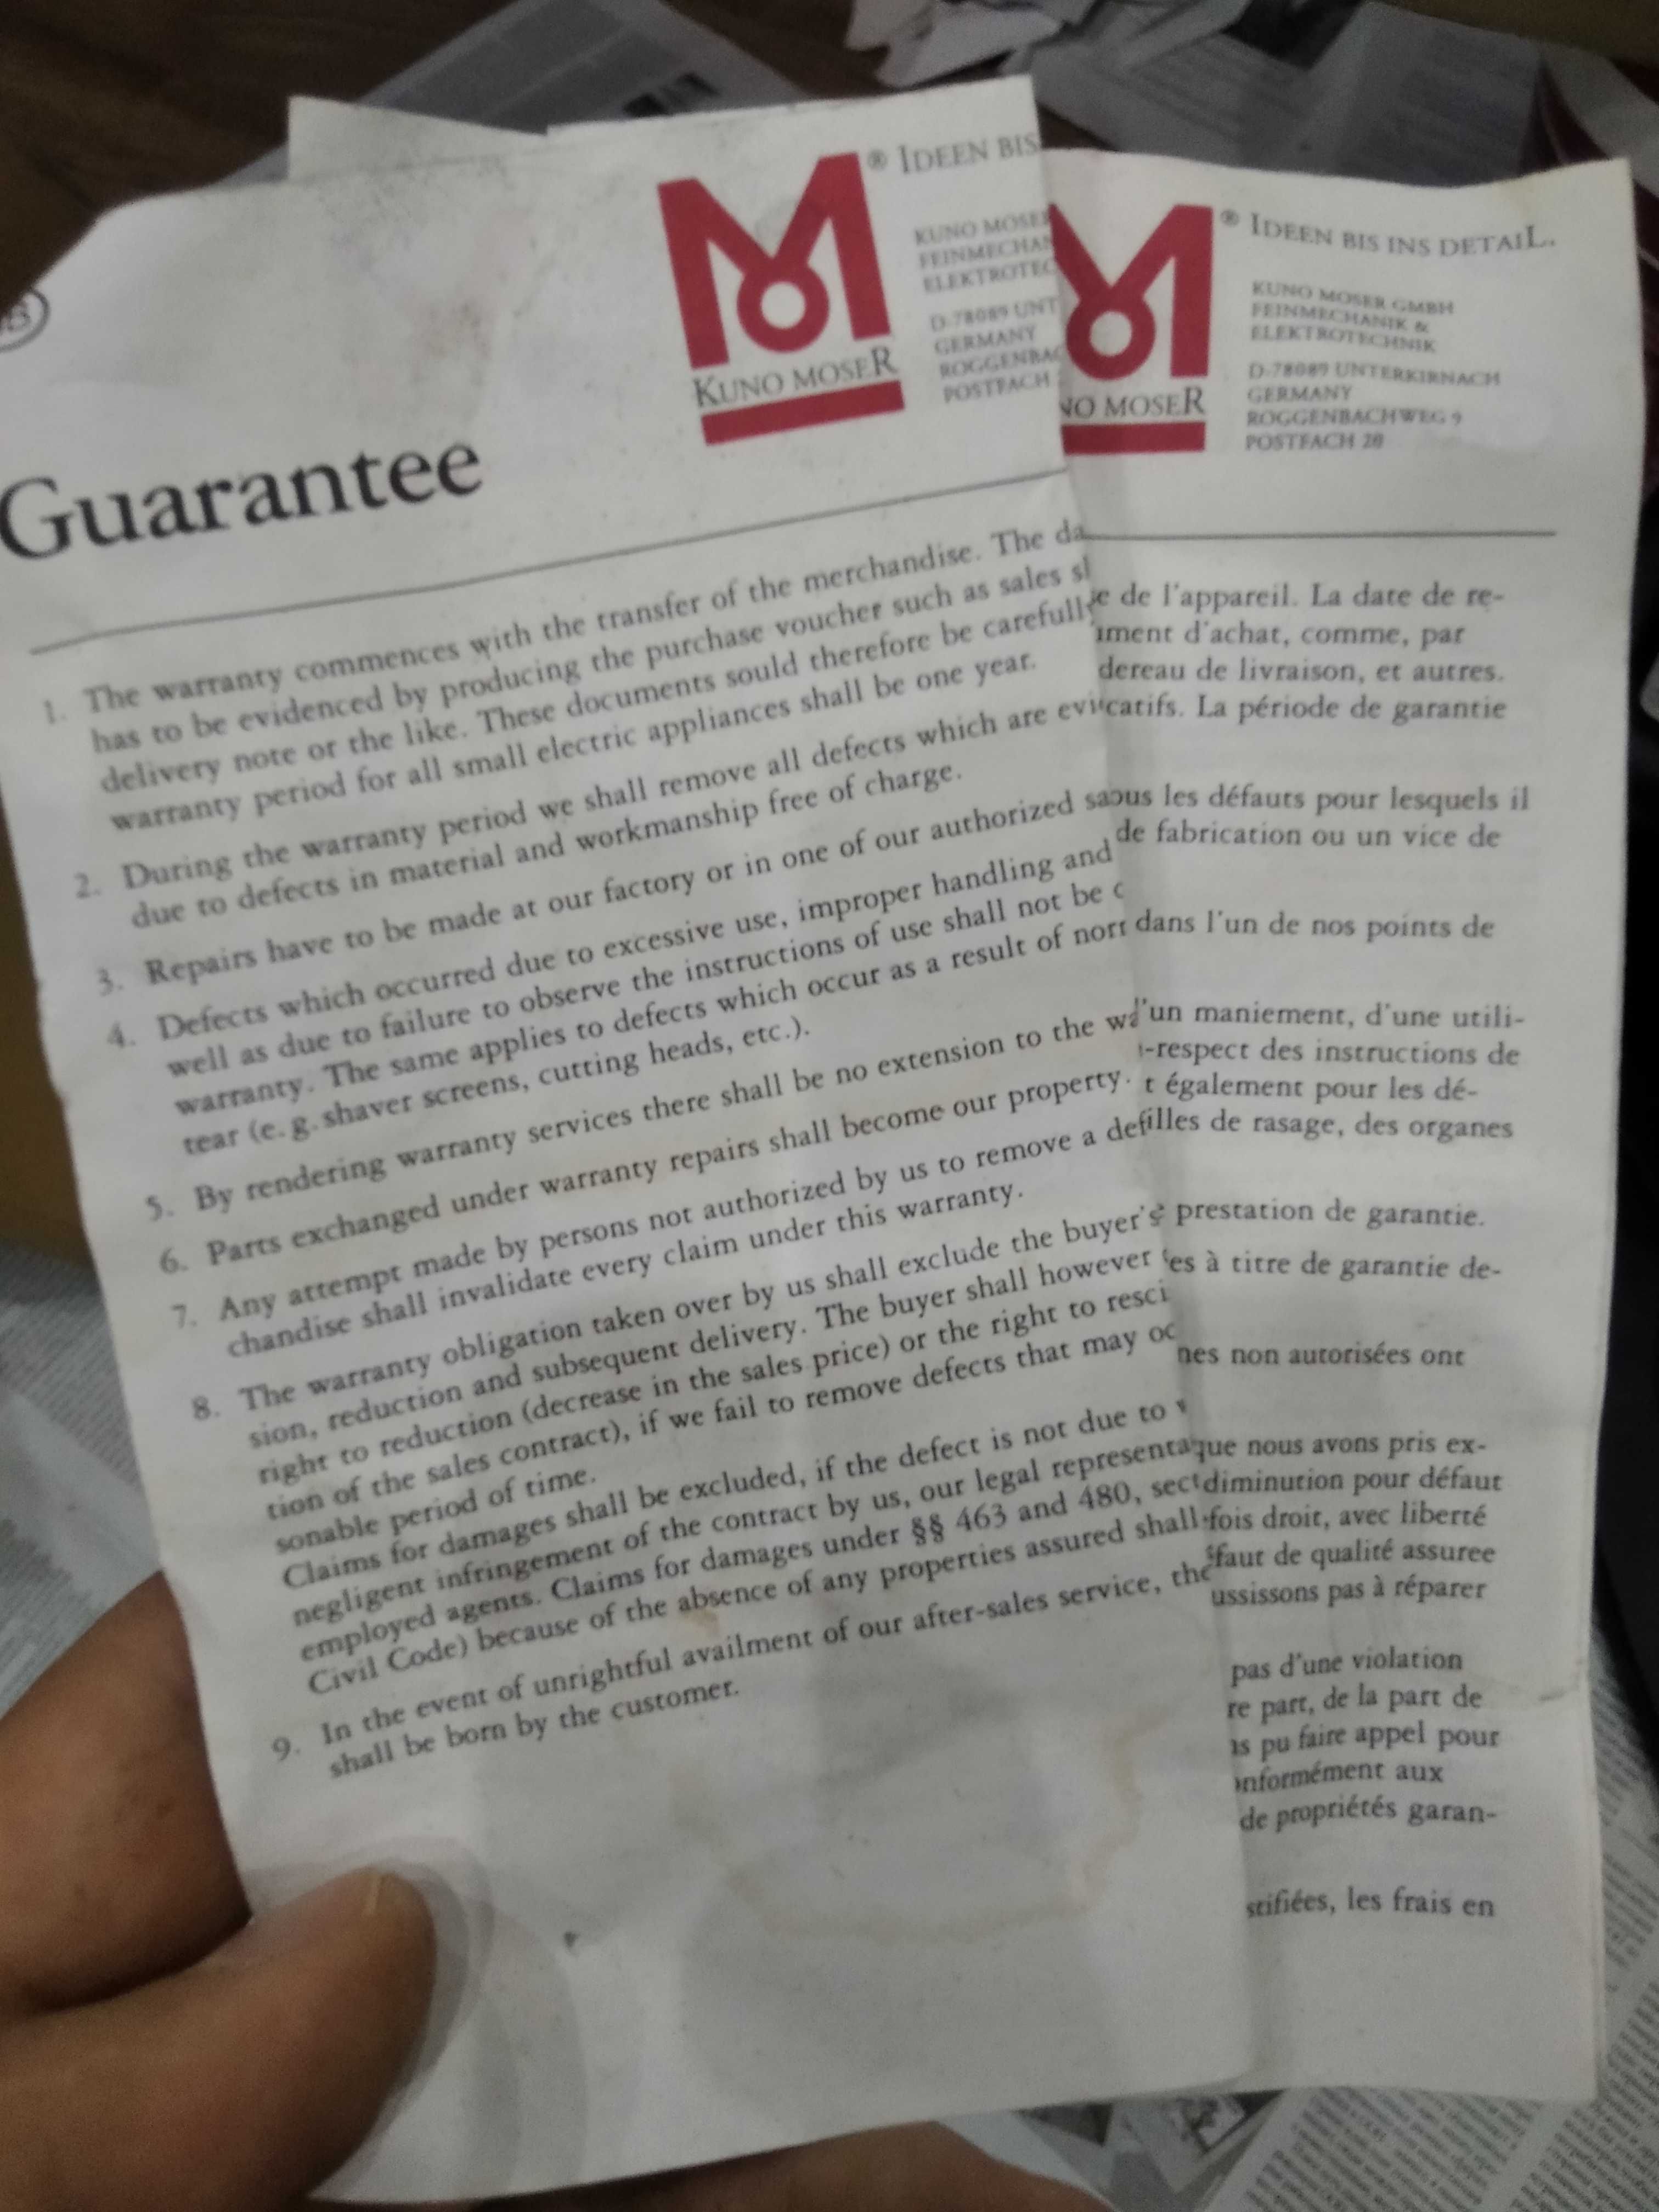 ® IDEEN BIS
KUNO MOSER
FEINMECHAN
ELEKTROTEC
D-78089 UNT
GERMANY
ROGGENBAC
POSTFACH
KUNO MOSER
Guarantee
1. The warranty commences with the transfer of the merchandise. The da
has to be evidenced by producing the purchase voucher such as sales sl
delivery note or the like. These documents sould therefore be carefully
warranty period for all small electric appliances shall be one year.
2. During the warranty period we shall remove all defects which are evi
due to defects in material and workmanship free of charge.
3. Repairs have to be made at our factory or in one of our authorized sa
4. Defects which occurred due to excessive use, improper handling and
well as due to failure to observe the instructions of use shall not be c
warranty. The same applies to defects which occur as a result of norr
tear (e. g. shaver screens, cutting heads, etc.).
5. By rendering warranty services there shall be no extension to the wa
6. Parts exchanged under warranty repairs shall become our property.
7. Any attempt made by persons not authorized by us to remove a def
chandise shall invalidate every claim under this warranty.
8. The warranty obligation taken over by us shall exclude the buyer's
sion, reduction and subsequent delivery. The buyer shall however
right to reduction (decrease in the sales price) or the right to resci
tion of the sales contract), if we fail to remove defects that may oc
sonable period of time.
Claims for damages shall be excluded, if the defect is not due to
negligent infringement of the contract by us, our legal representa
employed agents. Claims for damages under §§ 463 and 480, sect
Civil Code) because of the absence of any properties assured shall
9. In the event of unrightful availment of our after-sales service, the
shall be born by the customer.
® IDEEN BIS INS DETAIL.
KUNO MOSER GMBH
FEINMECHANIK &
ELEKTROTECHNIK
D-78089 UNTERKIRNACH
GERMANY
ROGGENBACHWEG 9
POSTFACH 20
NO MOSER
de l'appareil. La date de re-
ment d'achat, comme, par
dereau de livraison, et autres.
catifs. La période de garantie
ous les défauts pour lesquels il
de fabrication ou un vice de
dans l'un de nos points de
d'un maniement, d'une utili-
-respect des instructions de
t également pour les dé-
illes de rasage, des organes
prestation de garantie.
es à titre de garantie de-
nes non autorisées ont
que nous avons pris ex-
diminution pour défaut
fois droit, avec liberté
faut de qualité assuree
ussissons pas à réparer
pas d'une violation
re part, de la part de
as pu faire appel pour
onformément aux
de propriétés garan-
stifiées, les frais en